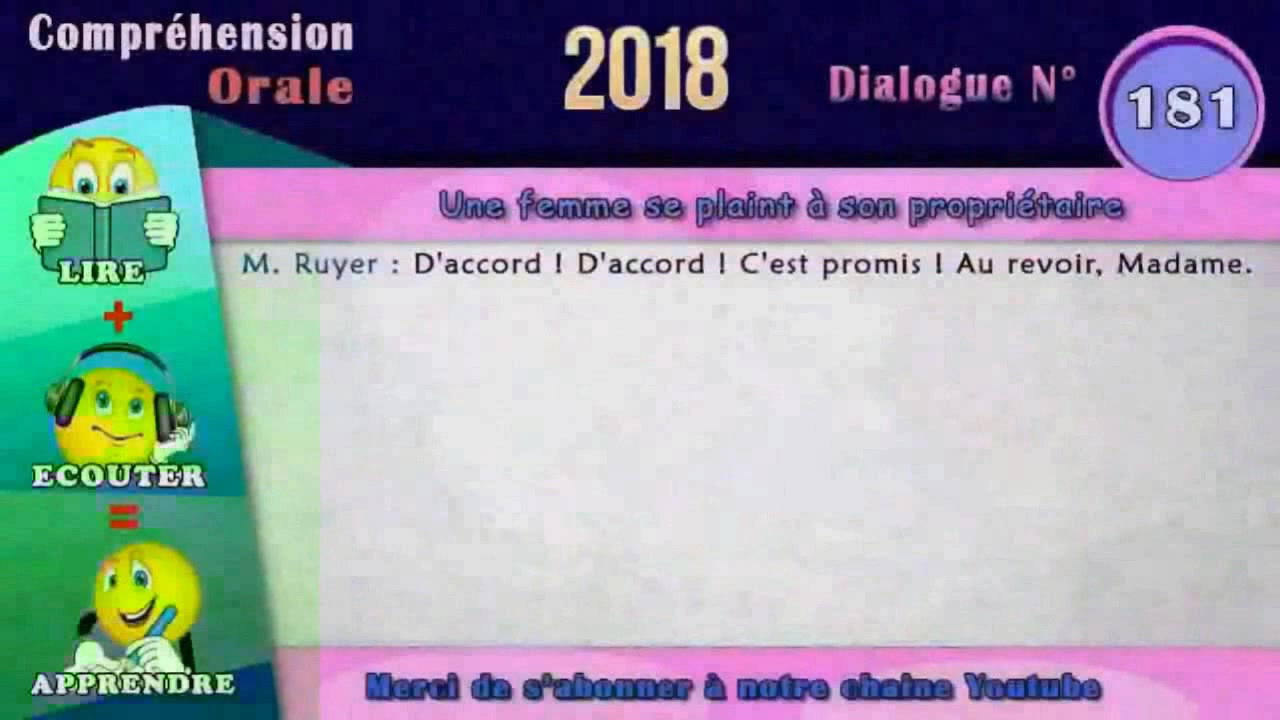 Compréhension
Orale
2018
Dialogue N°
181
Une femme se plaint à son propriétaire
M. Ruyer : D'accord ! D'accord ! C'est promis ! Au revoir, Madame.
LIRE
+
ECOUTER
=
APPRENDRE
Merci de s'abonner à notre chaine Youtube